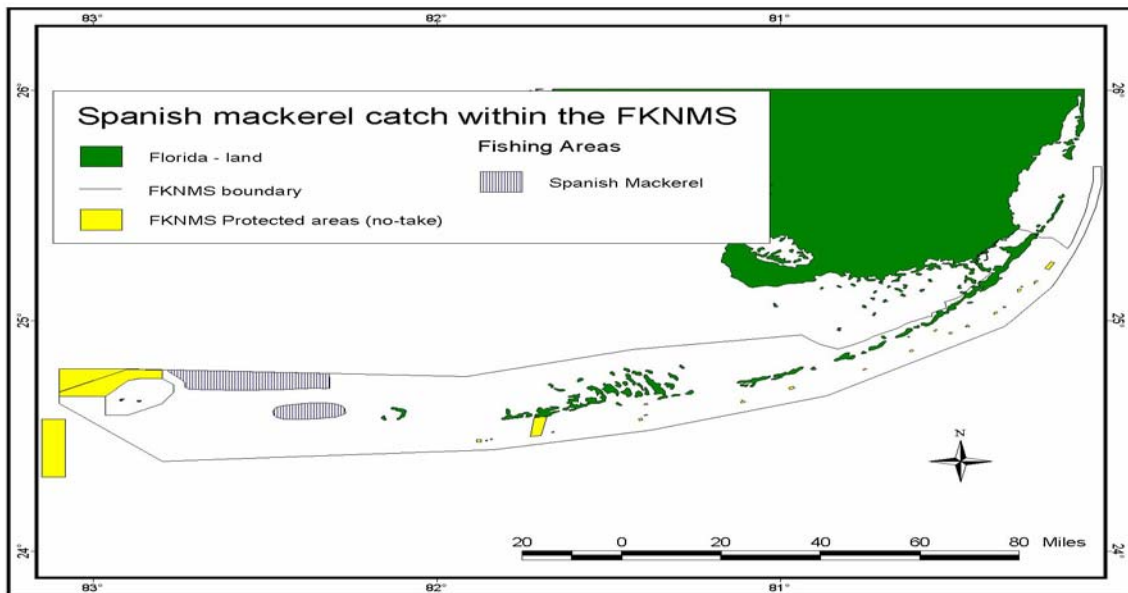 83° 82° 81°
26° 26°
Spanish mackerel catch within the FKNMS
Florida - land
FKNMS boundary
FKNMS Protected areas (no-take)
Fishing Areas
Spanish Mackerel
25° 25°
N
20 0 20 40 60 80 Miles
24° 24°
83° 82° 81°